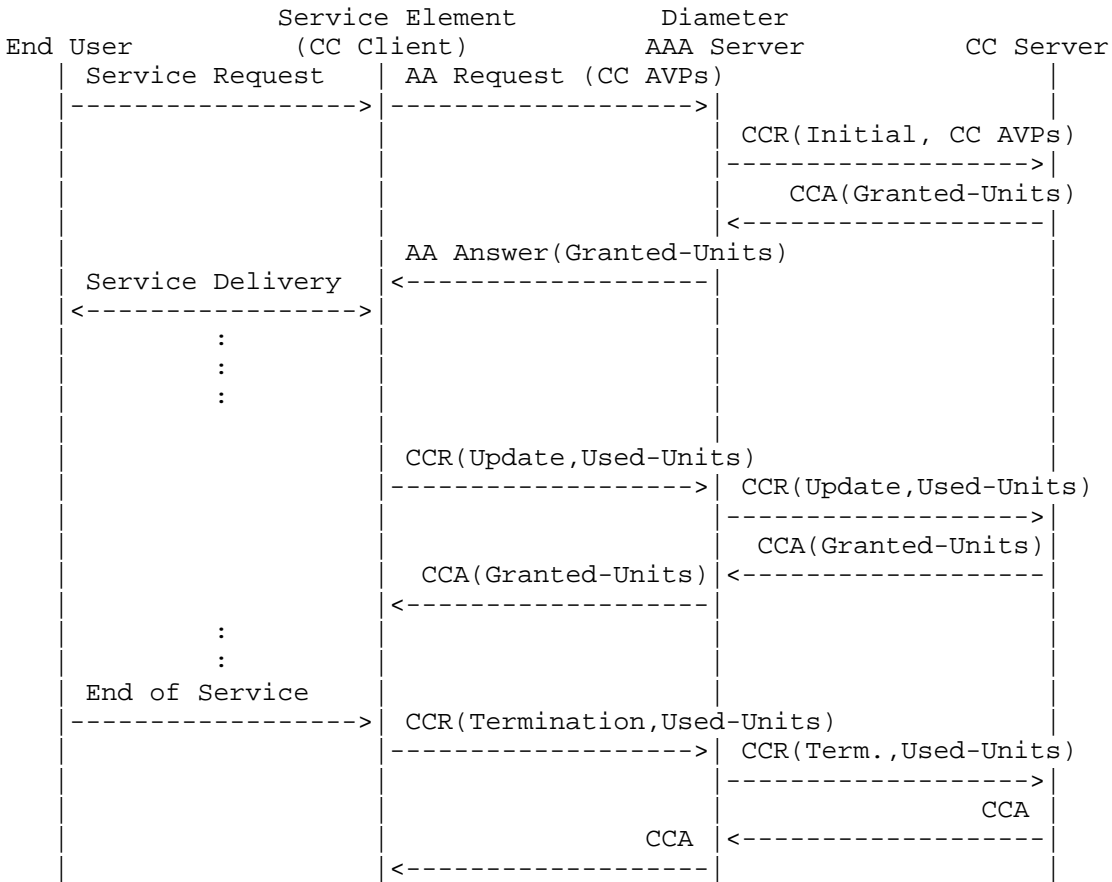 Service Element Diameter
End User (CC Client) AAA Server CC Server
Service Request AA Request (CC AVPs)
CCR(Initial, CC AVPs)
CCA(Granted-Units)
AA Answer(Granted-Units)
Service Delivery
:
:
:
CCR(Update,Used-Units)
CCR(Update,Used-Units)
CCA(Granted-Units)
CCA(Granted-Units)
:
:
End of Service
CCR(Termination,Used-Units)
CCR(Term.,Used-Units)
CCA
CCA